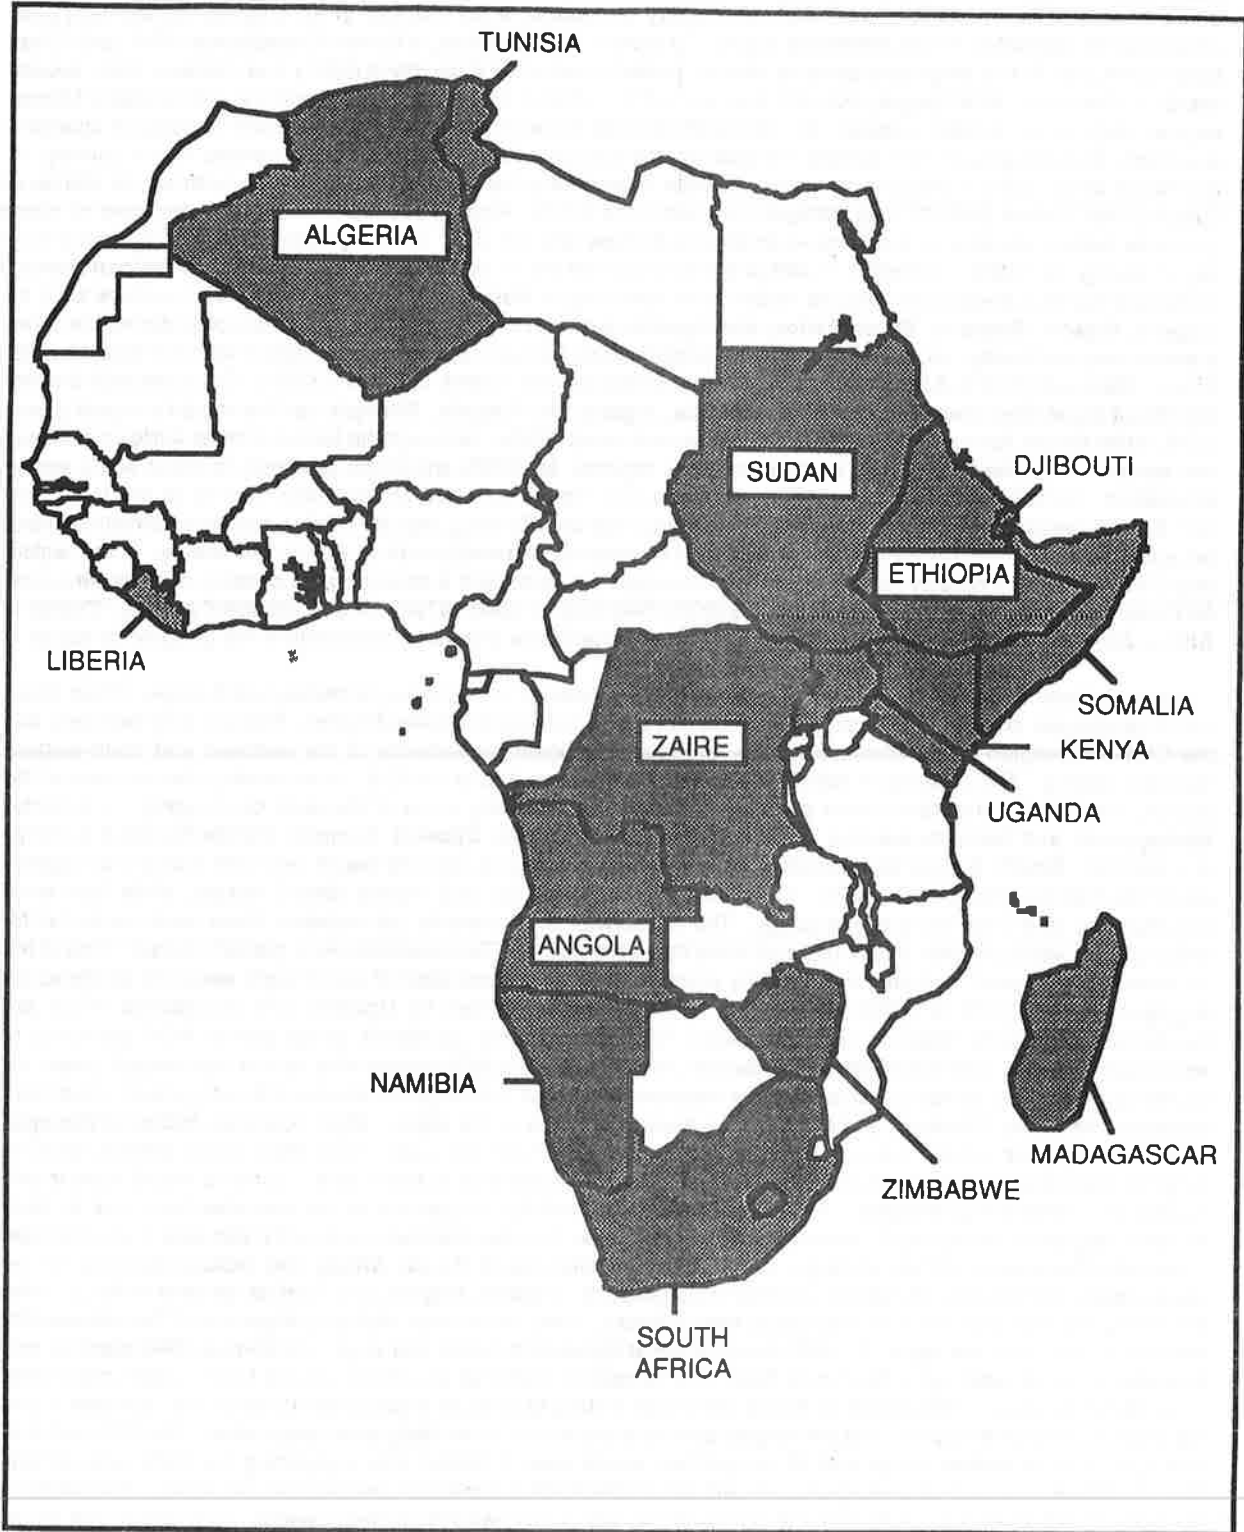 TUNISIA
ALGERIA
SUDAN
DJIBOUTI
ETHIOPIA
LIBERIA
SOMALIA
ZAIRE
KENYA
UGANDA
ANGOLA
NAMIBIA
MADAGASCAR
ZIMBABWE
SOUTH
AFRICA